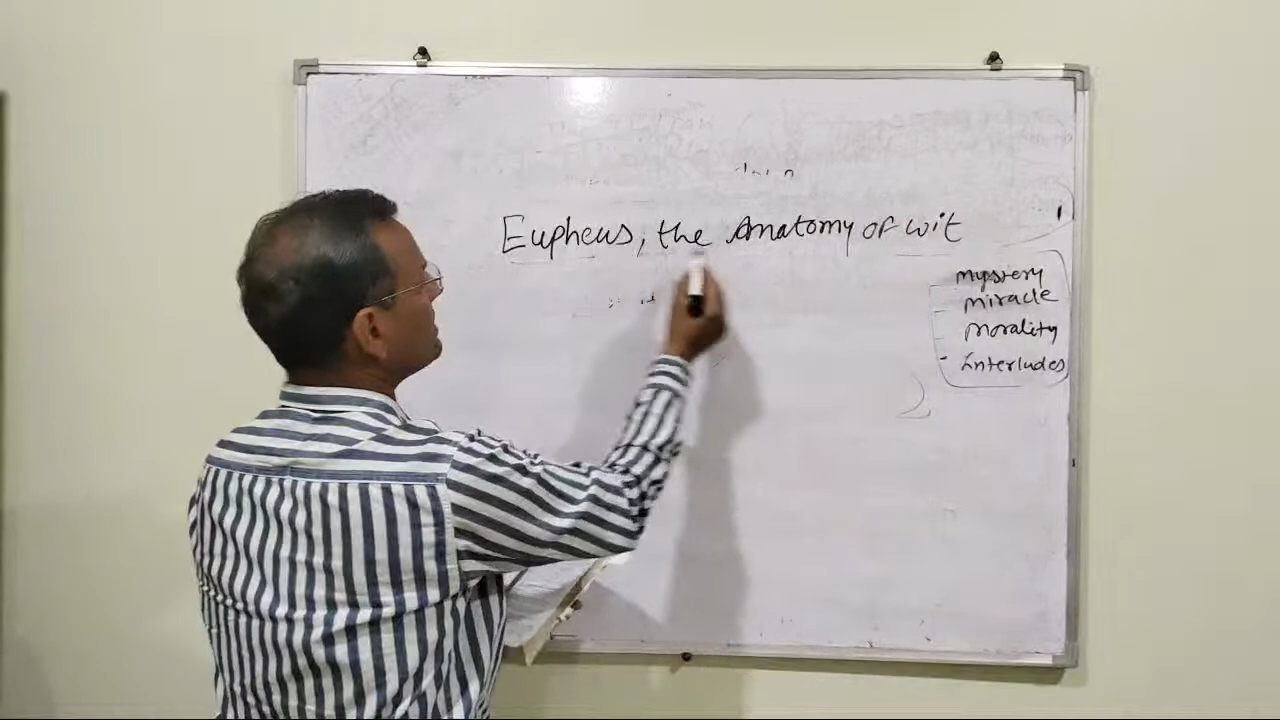 Eupheus, the Anatomy of wit
mystery
miracle
morality
interludes